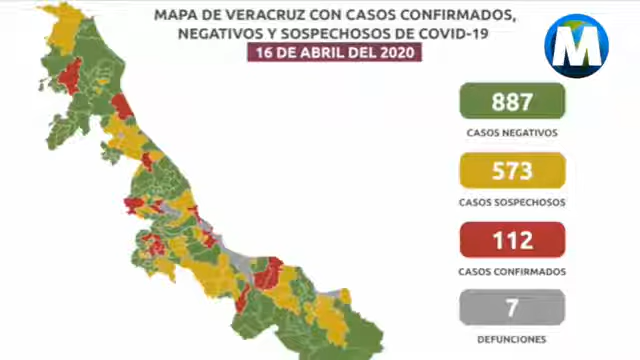 MAPA DE VERACRUZ CON CASOS CONFIRMADOS,
NEGATIVOS Y SOSPECHOSOS DE COVID-19
16 DE ABRIL DEL 2020
M
887
CASOS NEGATIVOS
573
CASOS SOSPECHOSOS
112
CASOS CONFIRMADOS
7
DEFUNCIONES